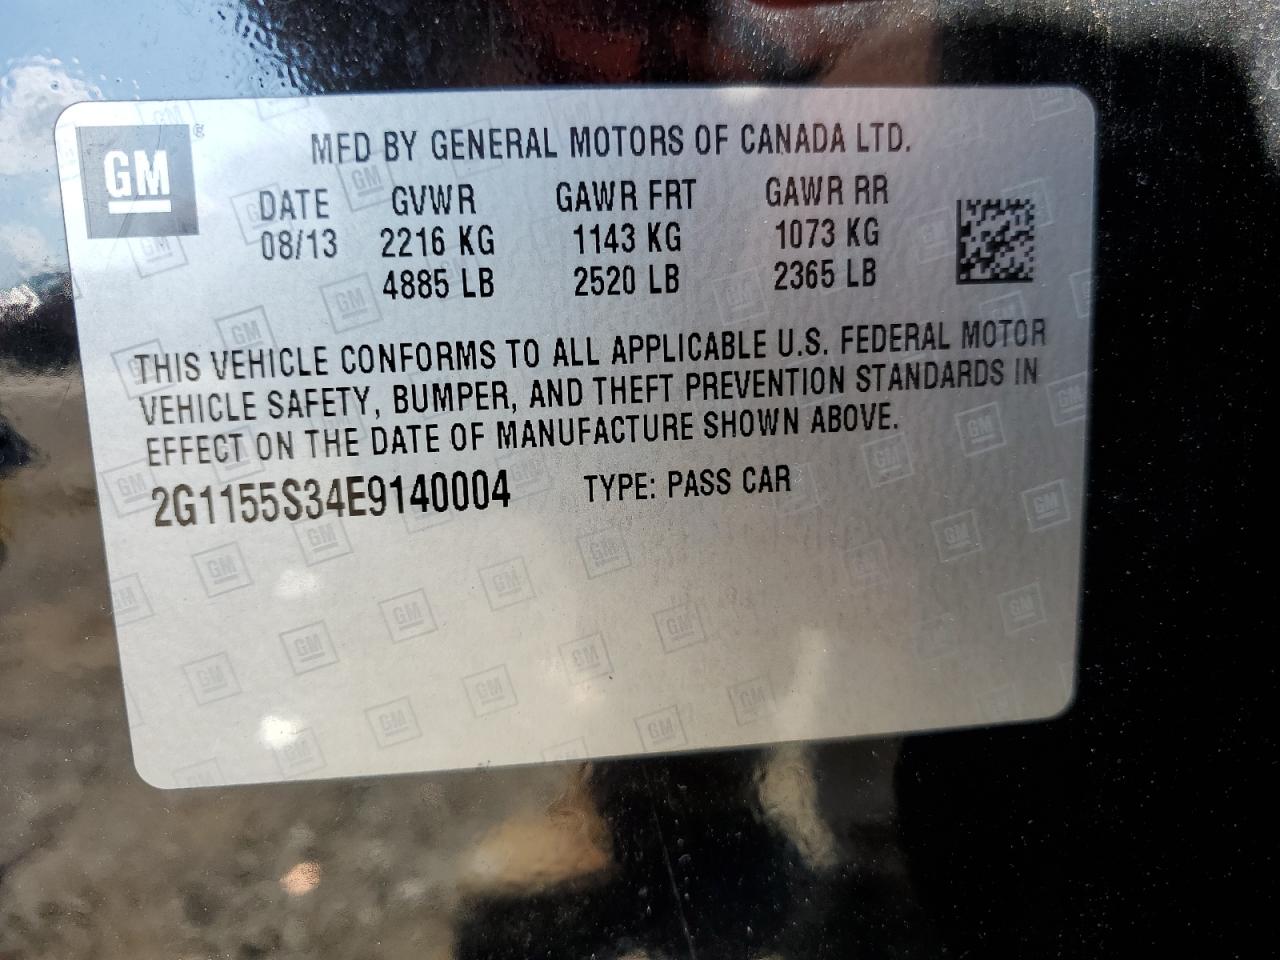 GM ®
MFD BY GENERAL MOTORS OF CANADA LTD.
DATE GVWR GAWR FRT GAWR RR
08/13 2216 KG 1143 KG 1073 KG
4885 LB 2520 LB 2365 LB
THIS VEHICLE CONFORMS TO ALL APPLICABLE U.S. FEDERAL MOTOR
VEHICLE SAFETY, BUMPER, AND THEFT PREVENTION STANDARDS IN
EFFECT ON THE DATE OF MANUFACTURE SHOWN ABOVE.
2G1155S34E9140004 TYPE: PASS CAR